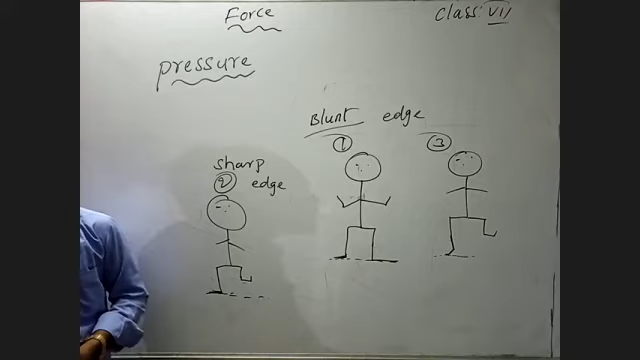 Force
Class: VII
pressure
Blunt edge
1
3
sharp
2 edge